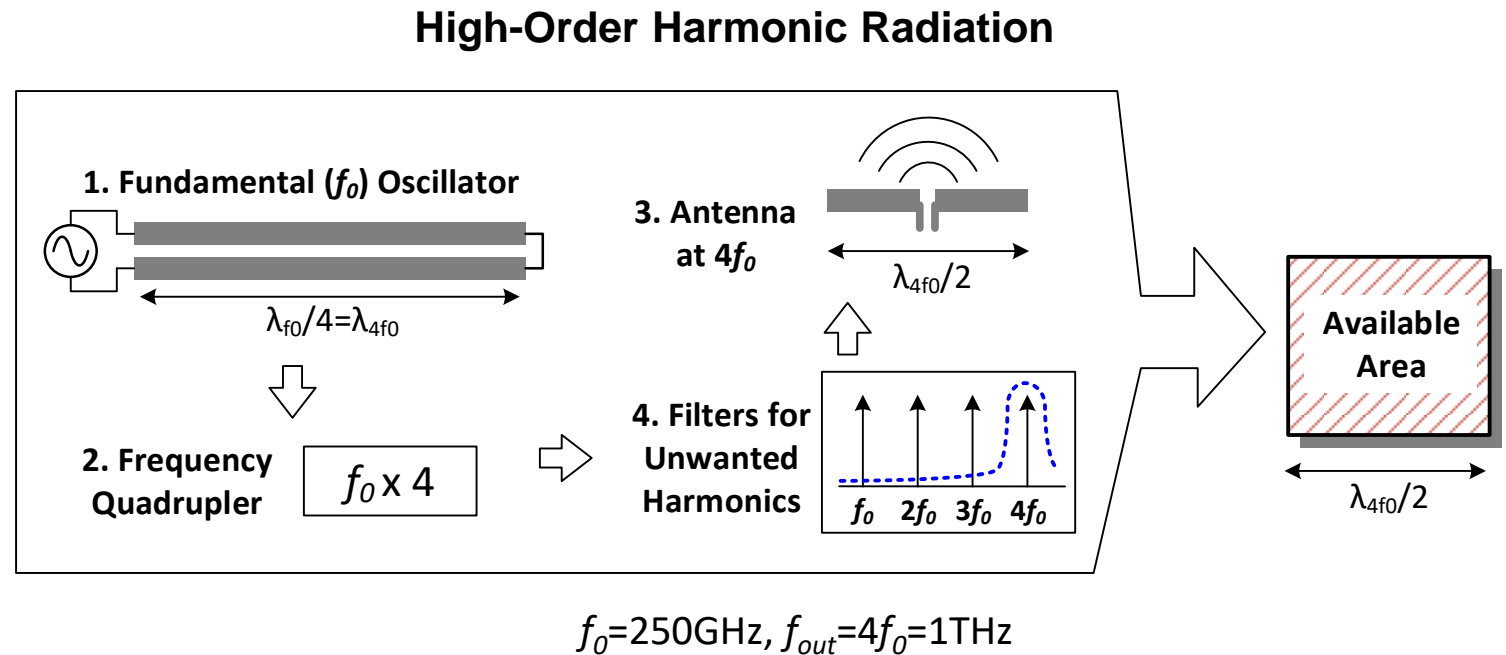 High-Order Harmonic Radiation
1. Fundamental (f0) Oscillator
λf0/4=λ4f0
2. Frequency
Quadrupler
f0 x 4
3. Antenna
at 4f0
λ4f0/2
4. Filters for
Unwanted
Harmonics
f0 2f0 3f0 4f0
Available
Area
λ4f0/2
f0=250GHz, fout=4f0=1THz